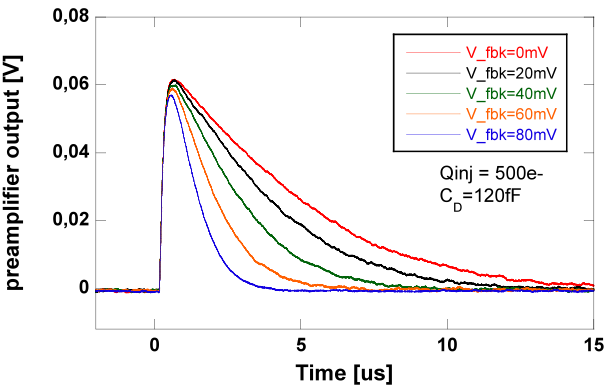 0,08
0,06
0,04
0,02
0
preamplifier output [V]
V_fbk=0mV
V_fbk=20mV
V_fbk=40mV
V_fbk=60mV
V_fbk=80mV
Qinj = 500e-
C_D=120fF
0 5 10 15
Time [us]